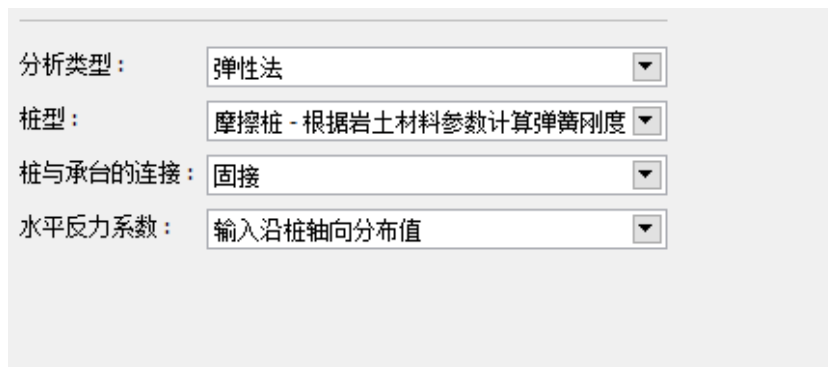 分析类型： 弹性法
桩型： 摩擦桩 - 根据岩土材料参数计算弹簧刚度
桩与承台的连接： 固接
水平反力系数： 输入沿桩轴向分布值